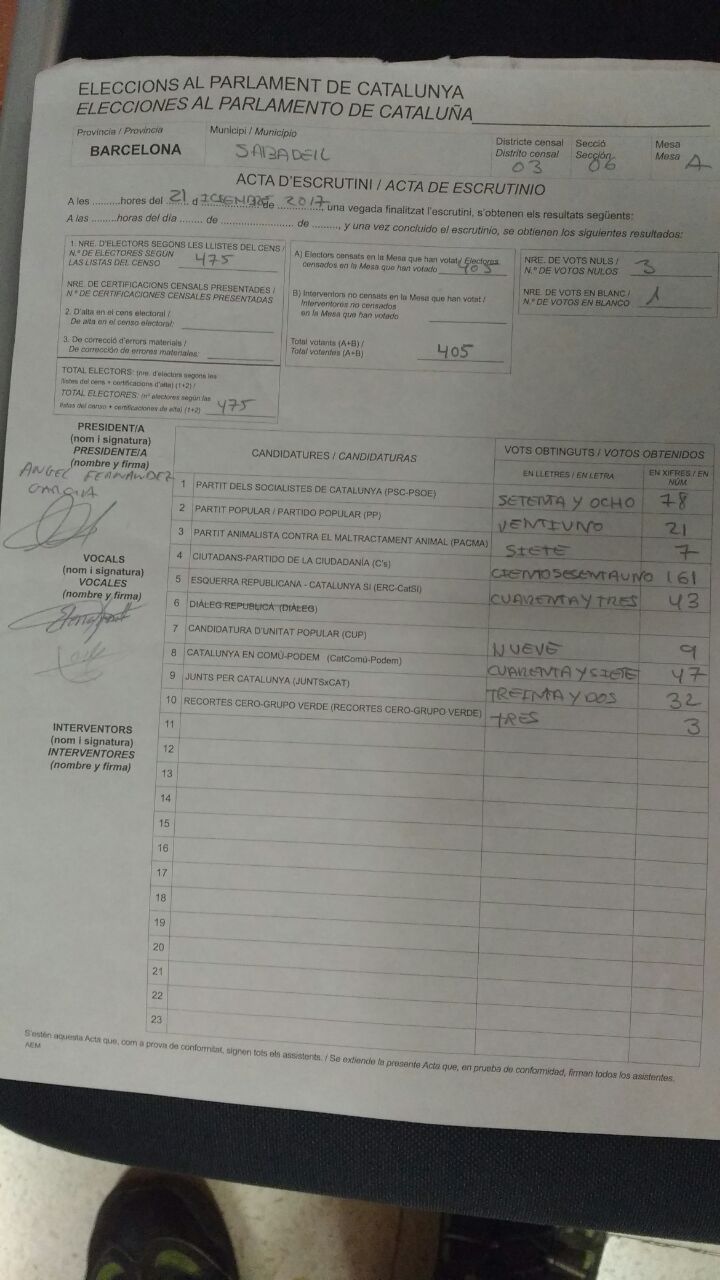 ELECCIONS AL PARLAMENT DE CATALUNYA
ELECCIONES AL PARLAMENTO DE CATALUÑA
Província / Provincia
BARCELONA
Municipi / Municipio
SABADELL
Districte censal
Distrito censal
03
Secció
Sección
06
Mesa
Mesa A
ACTA D'ESCRUTINI / ACTA DE ESCRUTINIO
A les .........hores del 21 d ICIEMBRE de 2017, una vegada finalitzat l'escrutini, s'obtenen els resultats següents:
A las .........horas del día ........ de ........................ de ........, y una vez concluido el escrutinio, se obtienen los siguientes resultados:
1. NRE. D'ELECTORS SEGONS LES LLISTES DEL CENS /
N.º DE ELECTORES SEGUN
LAS LISTAS DEL CENSO 475
NRE. DE CERTIFICACIONS CENSALS PRESENTADES /
N.º DE CERTIFICACIONES CENSALES PRESENTADAS
2. D'alta en el cens electoral /
De alta en el censo electoral:
3. De correcció d'errors materials /
De corrección de errores materiales:
TOTAL ELECTORS: (nre. d'electors segons les
llistes del cens + certificacions d'alta) (1+2) /
TOTAL ELECTORES: (nº electores según las
listas del censo + certificaciones de alta) (1+2) 475
A) Electors censats en la Mesa que han votat / Electores
censados en la Mesa que han votado 405
B) Interventors no censats en la Mesa que han votat /
Interventores no censados
en la Mesa que han votado
Total votants (A+B) /
Total votantes (A+B) 405
NRE. DE VOTS NULS /
N.º DE VOTOS NULOS 3
NRE. DE VOTS EN BLANC /
N.º DE VOTOS EN BLANCO 1
PRESIDENT/A
(nom i signatura)
PRESIDENTE/A
(nombre y firma)
ANGEL FERNANDEZ
GARCIA
VOCALS
(nom i signatura)
VOCALES
(nombre y firma)
INTERVENTORS
(nom i signatura)
INTERVENTORES
(nombre y firma)
CANDIDATURES / CANDIDATURAS
VOTS OBTINGUTS / VOTOS OBTENIDOS
EN LLETRES / EN LETRA
EN XIFRES / EN NÚM.
1 PARTIT DELS SOCIALISTES DE CATALUNYA (PSC-PSOE) SETENTA Y OCHO 78
2 PARTIT POPULAR / PARTIDO POPULAR (PP) VENTIUNO 21
3 PARTIT ANIMALISTA CONTRA EL MALTRACTAMENT ANIMAL (PACMA) SIETE 7
4 CIUTADANS-PARTIDO DE LA CIUDADANÍA (C's) CIENTOSESENTAUNO 161
5 ESQUERRA REPUBLICANA - CATALUNYA SÍ (ERC-CatSÍ) CUARENTA Y TRES 43
6 DIÀLEG REPUBLICÀ (DIÀLEG)
7 CANDIDATURA D'UNITAT POPULAR (CUP) NUEVE 9
8 CATALUNYA EN COMÚ-PODEM (CatComú-Podem) CUARENTA Y SIETE 47
9 JUNTS PER CATALUNYA (JUNTSxCAT) TREINTA Y DOS 32
10 RECORTES CERO-GRUPO VERDE (RECORTES CERO-GRUPO VERDE) TRES 3
11
12
13
14
15
16
17
18
19
20
21
22
23
S'estén aquesta Acta que, com a prova de conformitat, signen tots els assistents. / Se extiende la presente Acta que, en prueba de conformidad, firman todos los asistentes.
AEM